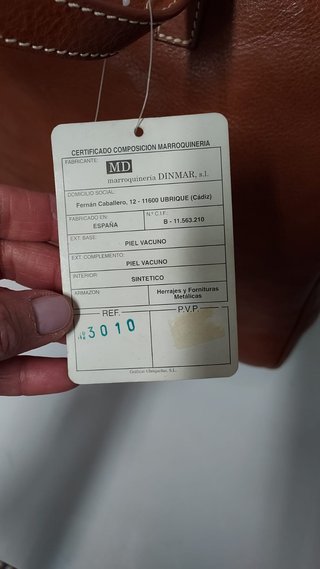 CERTIFICADO COMPOSICION MARROQUINERIA
FABRICANTE:
MD
marroquinería DINMAR, s.l.
DOMICILIO SOCIAL:
Fernán Caballero, 12 - 11600 UBRIQUE (Cádiz)
FABRICADO EN: N.º C.I.F.:
ESPAÑA B - 11.563.210
EXT. BASE:
PIEL VACUNO
EXT. COMPLEMENTO:
PIEL VACUNO
INTERIOR
SINTETICO
ARMAZON: Herrajes y Fornituras
Metálicas
REF. P.V.P.
Nº 3010
Gráficas Ubriqueñas, S.L.